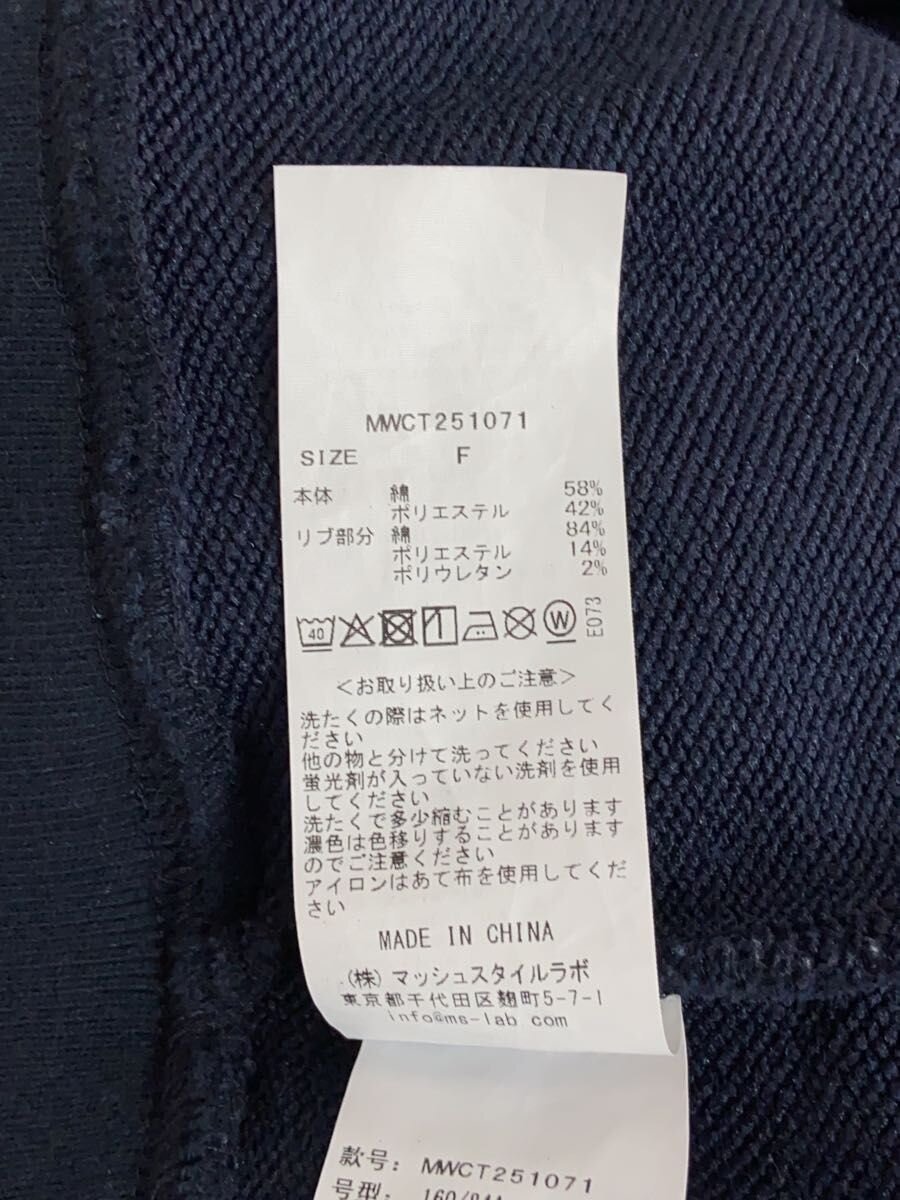 MWCT251071
SIZE F
本体 綿 58%
ポリエステル 42%
リブ部分 綿 84%
ポリエステル 14%
ポリウレタン 2%
40 W E073
＜お取り扱い上のご注意＞
洗たくの際はネットを使用してく
ださい
他の物と分けて洗ってください
蛍光剤が入っていない洗剤を使用
してください
洗たくで多少縮むことがあります
濃色は色移りすることがあります
のでご注意ください
アイロンはあて布を使用してくだ
さい
MADE IN CHINA
(株) マッシュスタイルラボ
東京都千代田区麹町5-7-1
info@ms-lab com
款号: MWCT251071
号型: